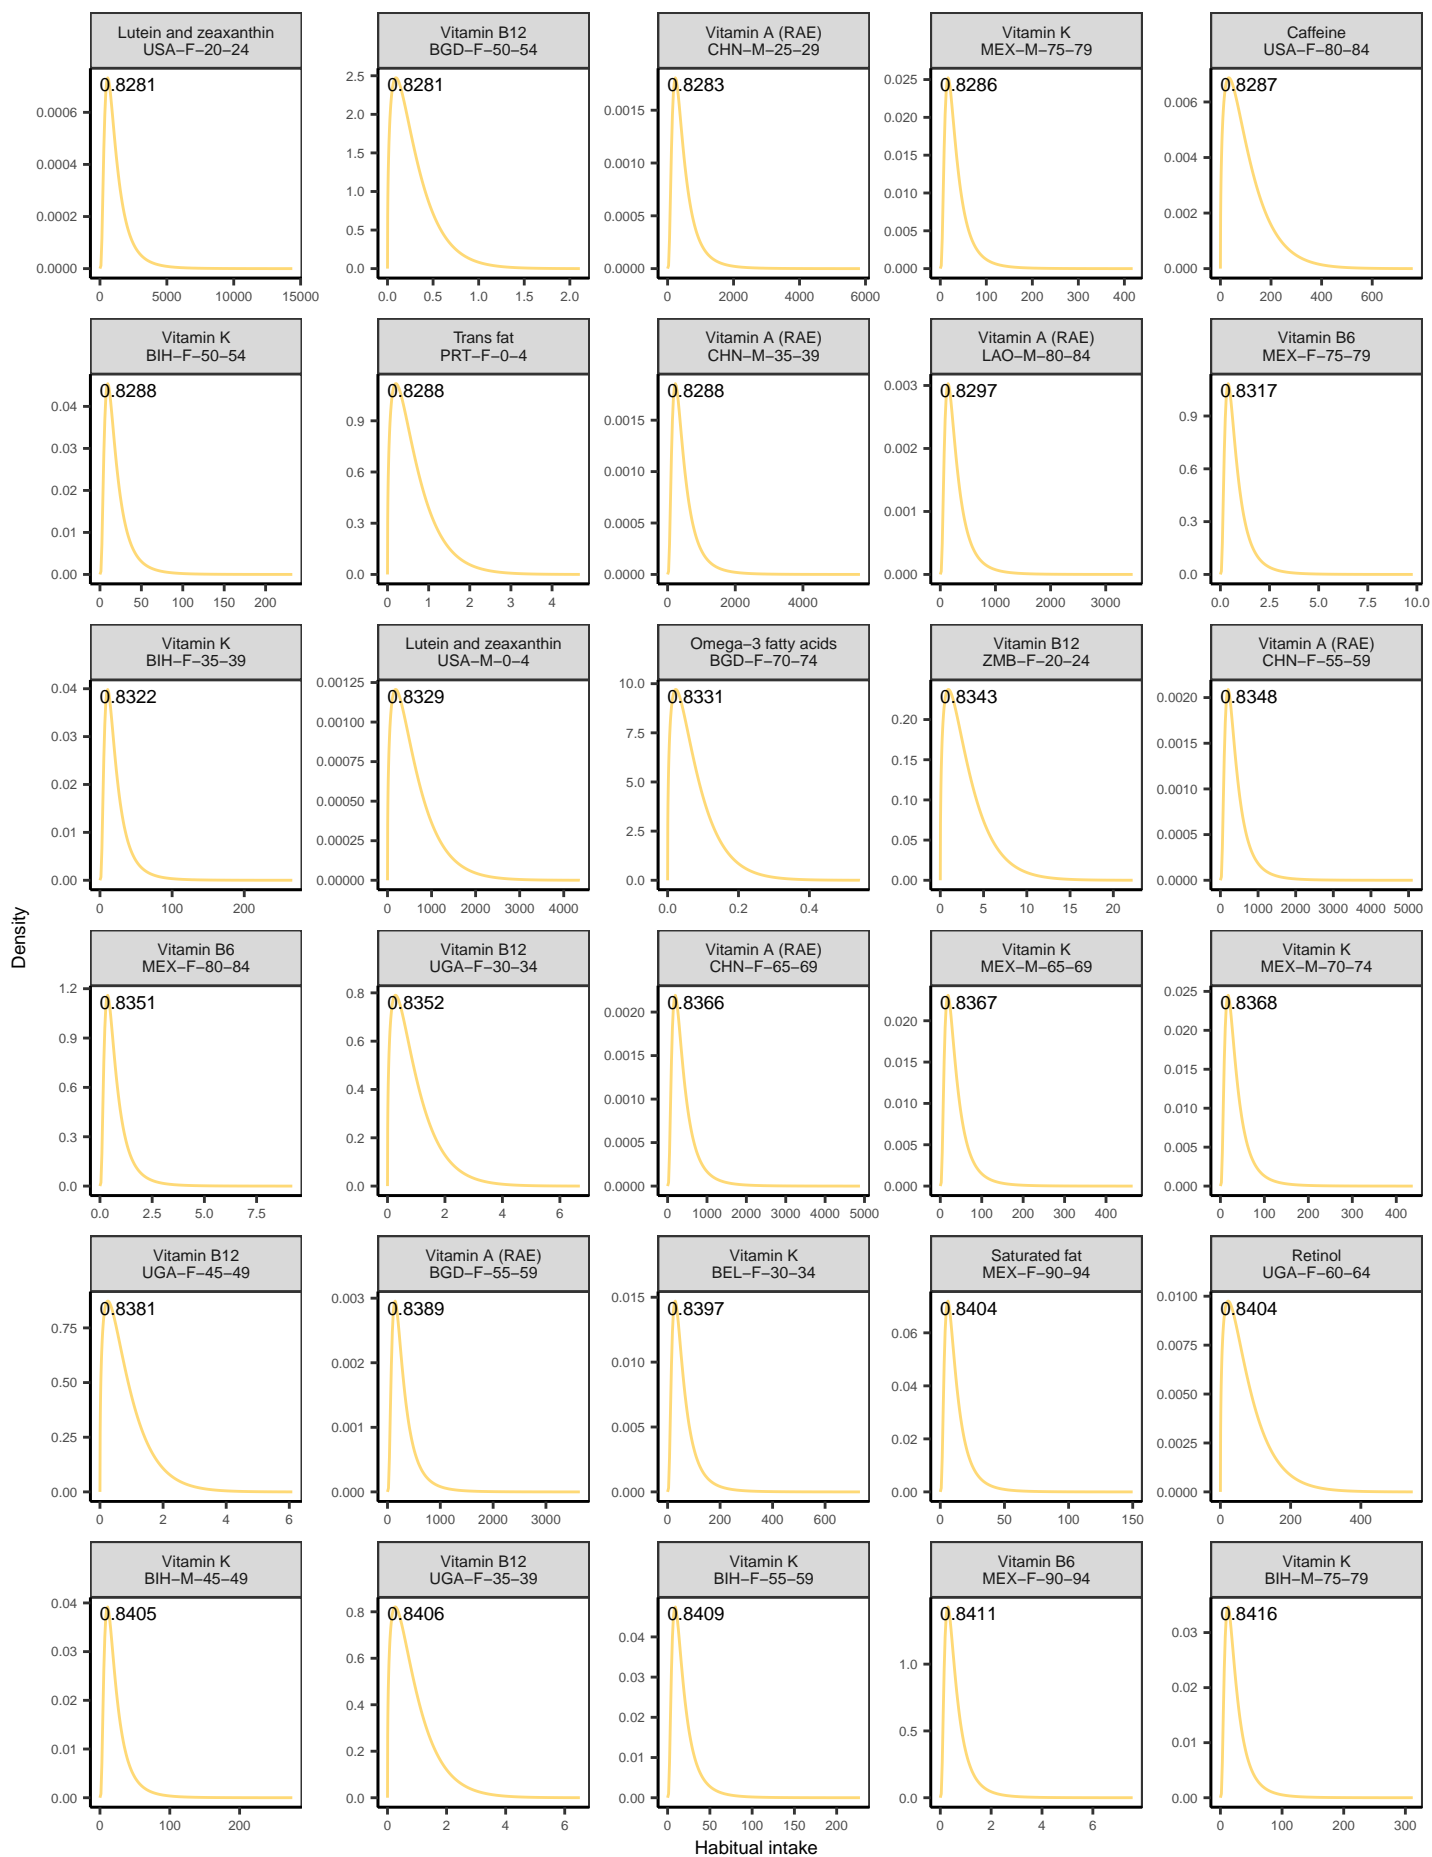 Lutein and zeaxanthin
USA−F−20−24
Vitamin B12
BGD−F−50−54
Vitamin A (RAE)
CHN−M−25−29
Vitamin K
MEX−M−75−79
Caffeine
USA−F−80−84
0.8281
0.8281
0.8283
0.8286
0.8287
0.0006
0.0004
0.0002
0.0000
0 5000 10000 15000
2.5
2.0
1.5
1.0
0.5
0.0
0.0 0.5 1.0 1.5 2.0
0.0015
0.0010
0.0005
0.0000
0 2000 4000 6000
0.025
0.020
0.015
0.010
0.005
0.000
0 100 200 300 400
0.006
0.004
0.002
0.000
0 200 400 600
Vitamin K
BIH−F−50−54
Trans fat
PRT−F−0−4
Vitamin A (RAE)
CHN−M−35−39
Vitamin A (RAE)
LAO−M−80−84
Vitamin B6
MEX−F−75−79
0.8288
0.8288
0.8288
0.8297
0.8317
0.04
0.03
0.02
0.01
0.00
0 50 100 150 200
0.9
0.6
0.3
0.0
0 1 2 3 4
0.0015
0.0010
0.0005
0.0000
0 2000 4000
0.003
0.002
0.001
0.000
0 1000 2000 3000
0.9
0.6
0.3
0.0
0.0 2.5 5.0 7.5 10.0
Vitamin K
BIH−F−35−39
Lutein and zeaxanthin
USA−M−0−4
Omega−3 fatty acids
BGD−F−70−74
Vitamin B12
ZMB−F−20−24
Vitamin A (RAE)
CHN−F−55−59
0.8322
0.8329
0.8331
0.8343
0.8348
0.04
0.03
0.02
0.01
0.00
0 100 200
0.00125
0.00100
0.00075
0.00050
0.00025
0.00000
0 1000 2000 3000 4000
10.0
7.5
5.0
2.5
0.0
0.0 0.2 0.4
0.20
0.15
0.10
0.05
0.00
0 5 10 15 20
0.0020
0.0015
0.0010
0.0005
0.0000
0 1000 2000 3000 4000 5000
Density
Vitamin B6
MEX−F−80−84
Vitamin B12
UGA−F−30−34
Vitamin A (RAE)
CHN−F−65−69
Vitamin K
MEX−M−65−69
Vitamin K
MEX−M−70−74
0.8351
0.8352
0.8366
0.8367
0.8368
1.2
0.9
0.6
0.3
0.0
0.0 2.5 5.0 7.5
0.8
0.6
0.4
0.2
0.0
0 2 4 6
0.0020
0.0015
0.0010
0.0005
0.0000
0 1000 2000 3000 4000 5000
0.020
0.015
0.010
0.005
0.000
0 100 200 300 400
0.025
0.020
0.015
0.010
0.005
0.000
0 100 200 300 400
Vitamin B12
UGA−F−45−49
Vitamin A (RAE)
BGD−F−55−59
Vitamin K
BEL−F−30−34
Saturated fat
MEX−F−90−94
Retinol
UGA−F−60−64
0.8381
0.8389
0.8397
0.8404
0.8404
0.75
0.50
0.25
0.00
0 2 4 6
0.003
0.002
0.001
0.000
0 1000 2000 3000
0.015
0.010
0.005
0.000
0 200 400 600
0.06
0.04
0.02
0.00
0 50 100 150
0.0100
0.0075
0.0050
0.0025
0.0000
0 200 400
Vitamin K
BIH−M−45−49
Vitamin B12
UGA−F−35−39
Vitamin K
BIH−F−55−59
Vitamin B6
MEX−F−90−94
Vitamin K
BIH−M−75−79
0.8405
0.8406
0.8409
0.8411
0.8416
0.04
0.03
0.02
0.01
0.00
0 100 200
0.8
0.6
0.4
0.2
0.0
0 2 4 6
0.04
0.03
0.02
0.01
0.00
0 50 100 150 200
1.0
0.5
0.0
0 2 4 6
0.03
0.02
0.01
0.00
0 100 200 300
Habitual intake